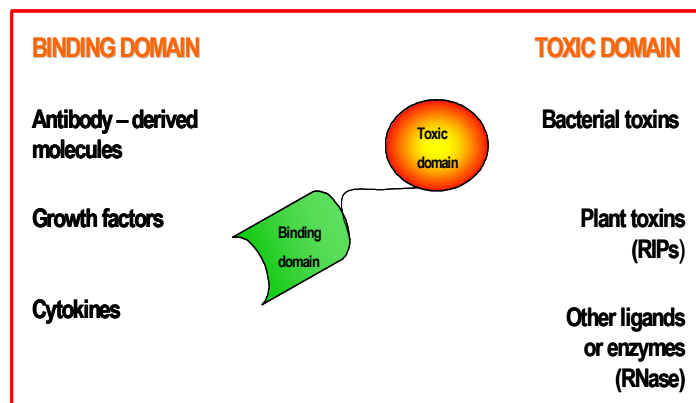 BINDING DOMAIN
TOXIC DOMAIN
Antibody – derived
molecules
Growth factors
Cytokines
Toxic
domain
Binding
domain
Bacterial toxins
Plant toxins
(RIPs)
Other ligands
or enzymes
(RNase)